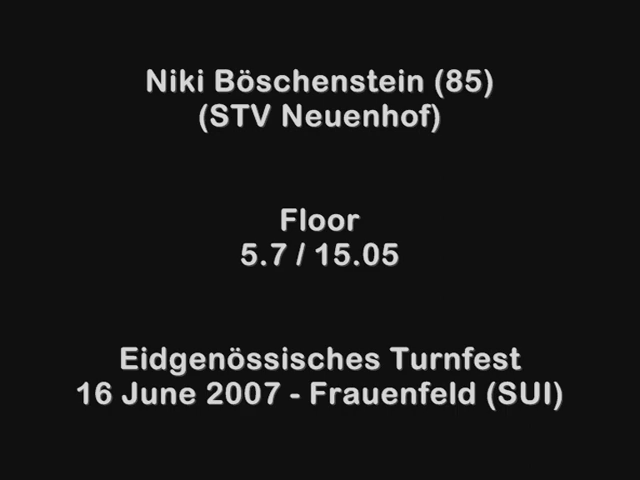 Niki Böschenstein (85)
(STV Neuenhof)
Floor
5.7 / 15.05
Eidgenössisches Turnfest
16 June 2007 - Frauenfeld (SUI)